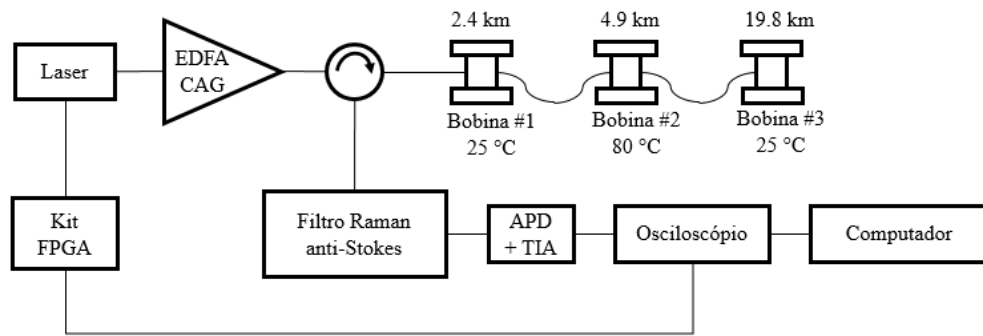 2.4 km
4.9 km
19.8 km
Laser
EDFA
CAG
Bobina #1
25 °C
Bobina #2
80 °C
Bobina #3
25 °C
Kit
FPGA
Filtro Raman
anti-Stokes
APD
+ TIA
Osciloscópio
Computador